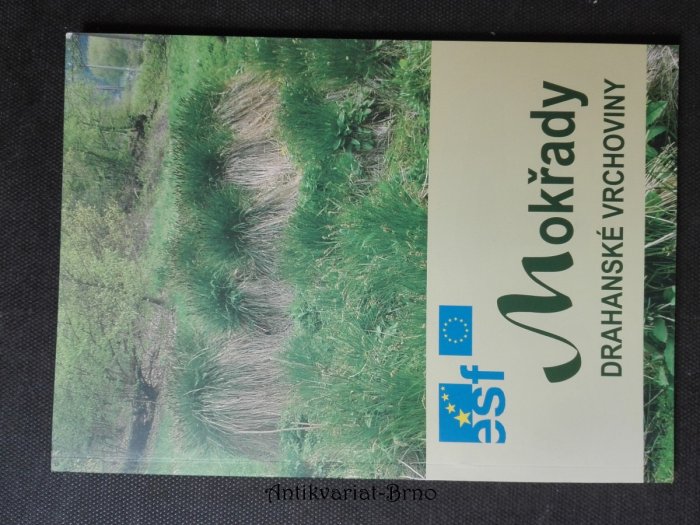 Mokřady
DRAHANSKÉ VRCHOVINY
esf
Antikvariat-Brno